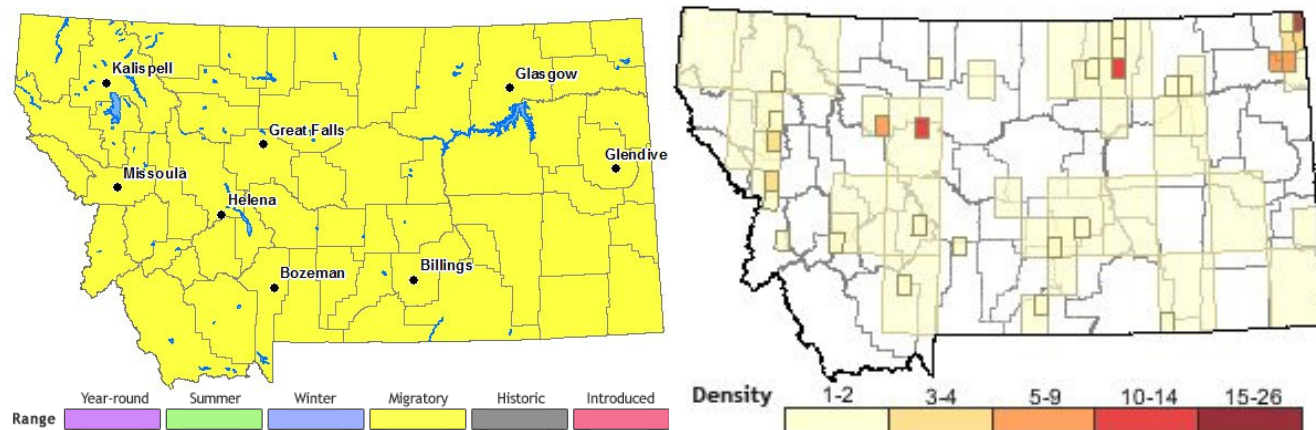 Kalispell
Glasgow
Great Falls
Glendive
Missoula
Helena
Bozeman
Billings
Year-round Summer Winter Migratory Historic Introduced
Range
Density 1-2 3-4 5-9 10-14 15-26